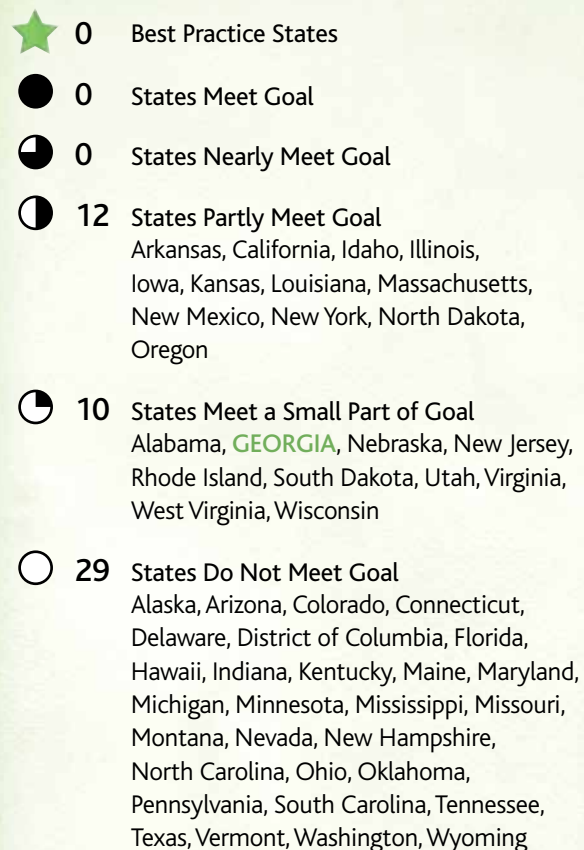 0 Best Practice States
0 States Meet Goal
0 States Nearly Meet Goal
12 States Partly Meet Goal
Arkansas, California, Idaho, Illinois,
Iowa, Kansas, Louisiana, Massachusetts,
New Mexico, New York, North Dakota,
Oregon
10 States Meet a Small Part of Goal
Alabama, GEORGIA, Nebraska, New Jersey,
Rhode Island, South Dakota, Utah, Virginia,
West Virginia, Wisconsin
29 States Do Not Meet Goal
Alaska, Arizona, Colorado, Connecticut,
Delaware, District of Columbia, Florida,
Hawaii, Indiana, Kentucky, Maine, Maryland,
Michigan, Minnesota, Mississippi, Missouri,
Montana, Nevada, New Hampshire,
North Carolina, Ohio, Oklahoma,
Pennsylvania, South Carolina, Tennessee,
Texas, Vermont, Washington, Wyoming